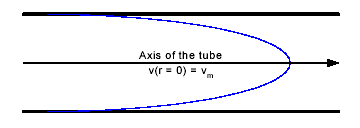 Axis of the tube
v(r = 0) = vₘ